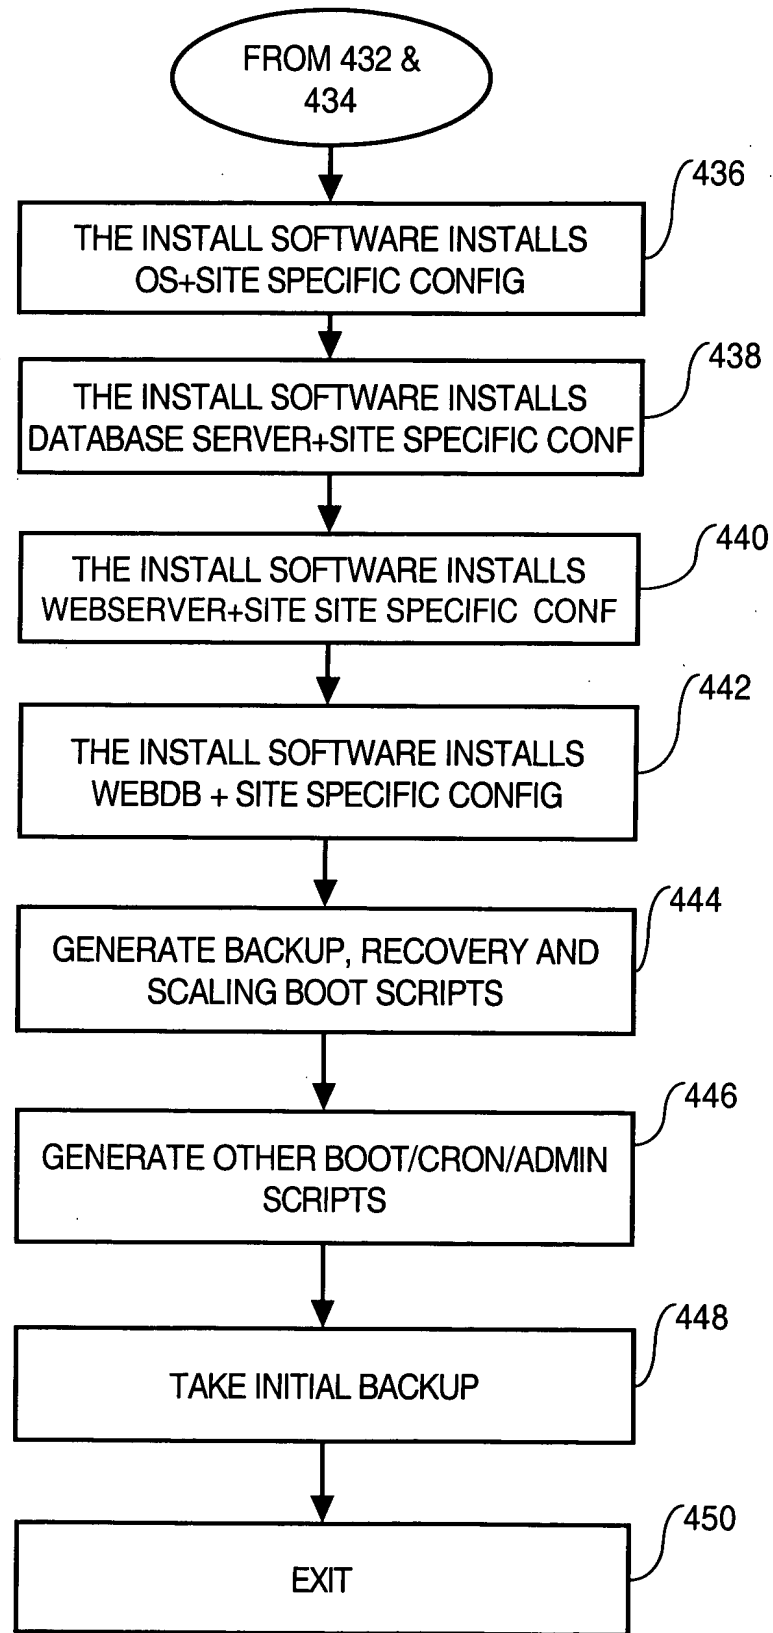 FROM 432 &
434
436
THE INSTALL SOFTWARE INSTALLS
OS+SITE SPECIFIC CONFIG
438
THE INSTALL SOFTWARE INSTALLS
DATABASE SERVER+SITE SPECIFIC CONF
440
THE INSTALL SOFTWARE INSTALLS
WEBSERVER+SITE SITE SPECIFIC CONF
442
THE INSTALL SOFTWARE INSTALLS
WEBDB + SITE SPECIFIC CONFIG
444
GENERATE BACKUP, RECOVERY AND
SCALING BOOT SCRIPTS
446
GENERATE OTHER BOOT/CRON/ADMIN
SCRIPTS
448
TAKE INITIAL BACKUP
450
EXIT